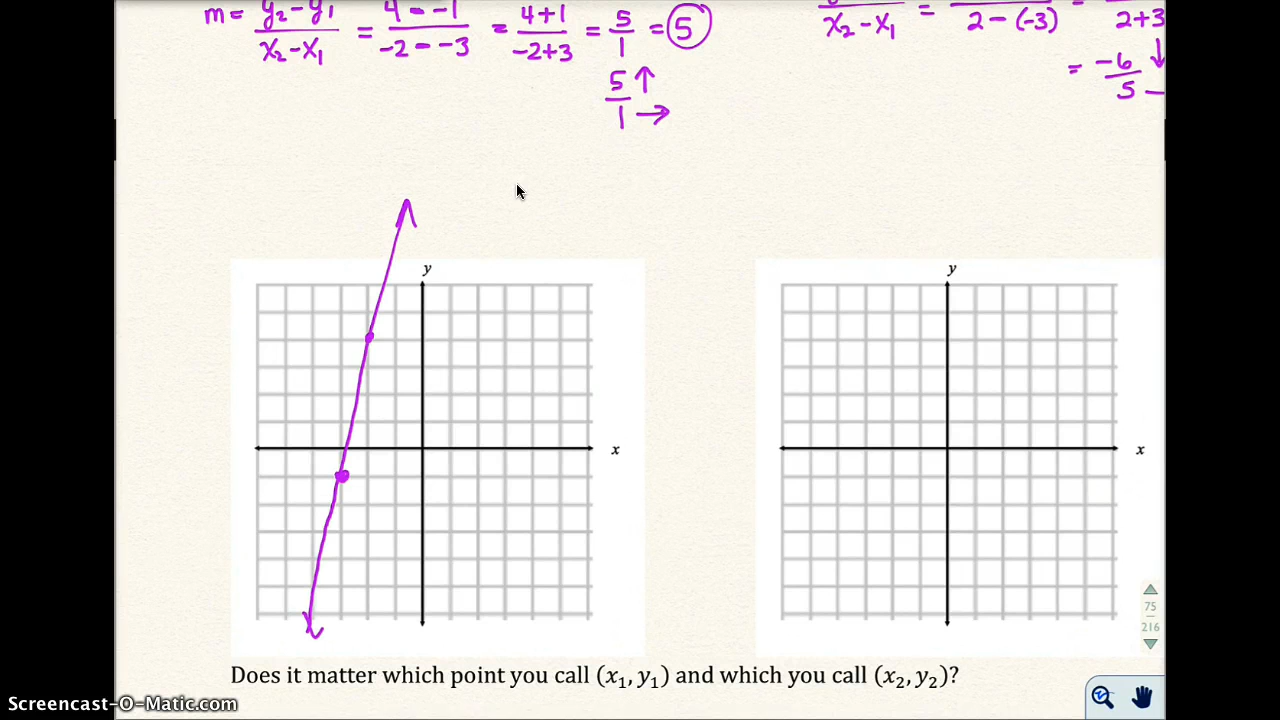 m = y₂ - y₁ / x₂ - x₁ = 4 - -1 / -2 - -3 = 4 + 1 / -2 + 3 = 5 / 1 = 5
5 ↑ / 1 →
x₂ - x₁ = 2 - (-3) = 2 + 3
= -6 ↓ / 5
y
x
y
x
75
216
Does it matter which point you call (x₁, y₁) and which you call (x₂, y₂)?
Screencast-O-Matic.com